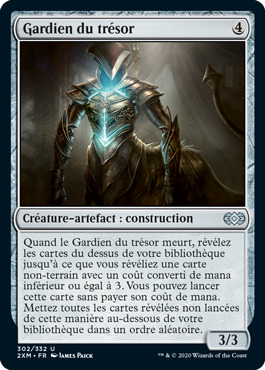 Gardien du trésor 4
Créature-artefact : construction
Quand le Gardien du trésor meurt, révélez
les cartes du dessus de votre bibliothèque
jusqu'à ce que vous révéliez une carte
non-terrain avec un coût converti de mana
inférieur ou égal à 3. Vous pouvez lancer
cette carte sans payer son coût de mana.
Mettez toutes les cartes révélées non lancées
de cette manière au-dessous de votre
bibliothèque dans un ordre aléatoire.
3/3
302/332 U
2XM • FR James Paick ™ & © 2020 Wizards of the Coast